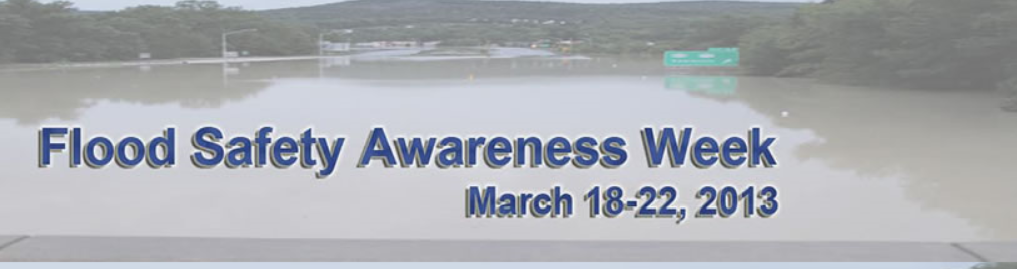 Flood Safety Awareness Week
March 18-22, 2013